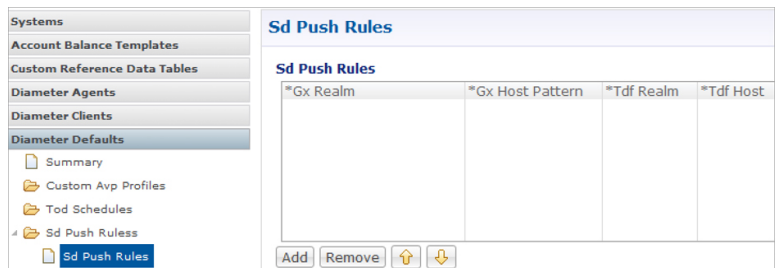 Systems
Account Balance Templates
Custom Reference Data Tables
Diameter Agents
Diameter Clients
Diameter Defaults
Summary
Custom Avp Profiles
Tod Schedules
Sd Push Ruless
Sd Push Rules
Sd Push Rules
Sd Push Rules
*Gx Realm *Gx Host Pattern *Tdf Realm *Tdf Host
Add Remove